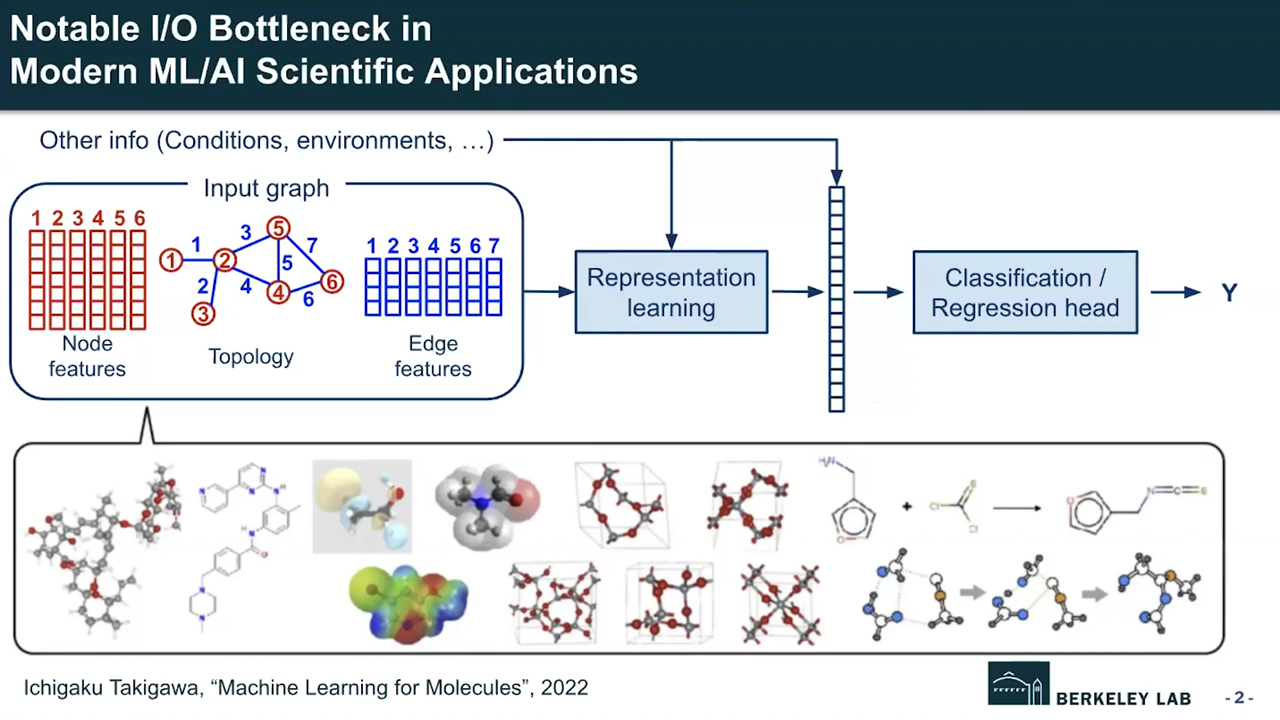 Notable I/O Bottleneck in
Modern ML/AI Scientific Applications
Other info (Conditions, environments, …)
Input graph
1 2 3 4 5 6
Node
features
1 2 3 4 5 6
1 2 3 4 5 6 7
Topology
1 2 3 4 5 6 7
Edge
features
Representation
learning
Classification /
Regression head
Y
N
N
N
N
H
H
N
O
N
N
H₂N
O
+
S
Cl
Cl
O
N
C
S
Ichigaku Takigawa, “Machine Learning for Molecules”, 2022
BERKELEY LAB
- 2 -